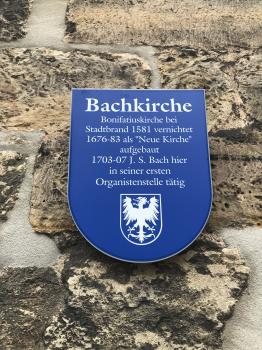 Bachkirche
Bonifatiuskirche bei
Stadtbrand 1581 vernichtet
1676-83 als "Neue Kirche"
aufgebaut
1703-07 J. S. Bach hier
in seiner ersten
Organistenstelle tätig